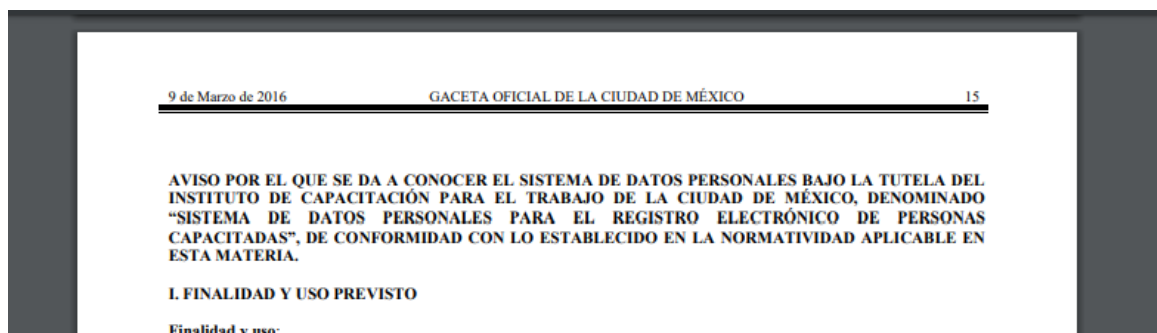 9 de Marzo de 2016 GACETA OFICIAL DE LA CIUDAD DE MÉXICO 15
AVISO POR EL QUE SE DA A CONOCER EL SISTEMA DE DATOS PERSONALES BAJO LA TUTELA DEL
INSTITUTO DE CAPACITACIÓN PARA EL TRABAJO DE LA CIUDAD DE MÉXICO, DENOMINADO
“SISTEMA DE DATOS PERSONALES PARA EL REGISTRO ELECTRÓNICO DE PERSONAS
CAPACITADAS”, DE CONFORMIDAD CON LO ESTABLECIDO EN LA NORMATIVIDAD APLICABLE EN
ESTA MATERIA.
I. FINALIDAD Y USO PREVISTO
Finalidad y uso: